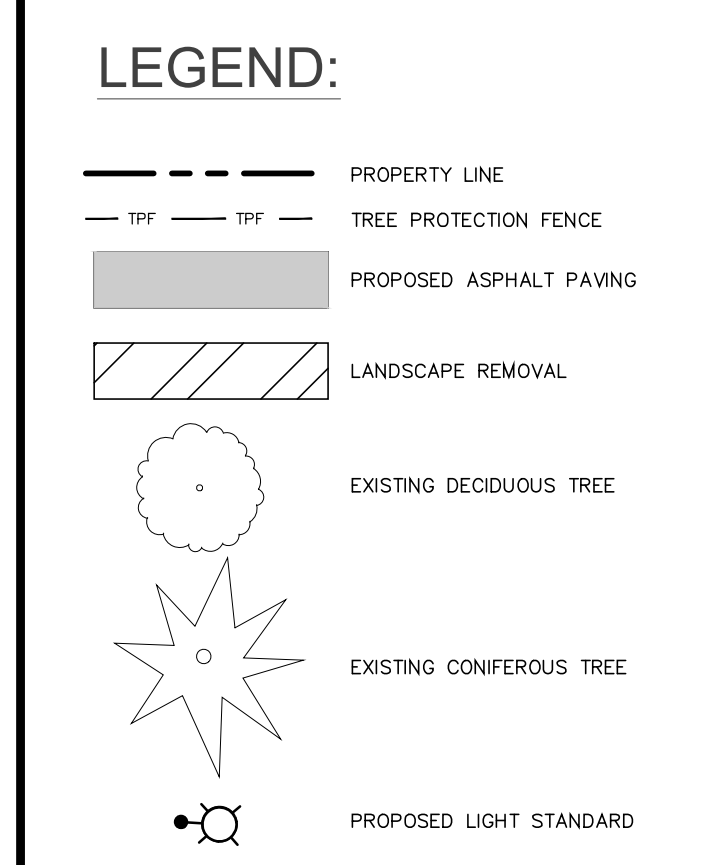 LEGEND:
PROPERTY LINE
TPF TPF TREE PROTECTION FENCE
PROPOSED ASPHALT PAVING
LANDSCAPE REMOVAL
EXISTING DECIDUOUS TREE
EXISTING CONIFEROUS TREE
PROPOSED LIGHT STANDARD